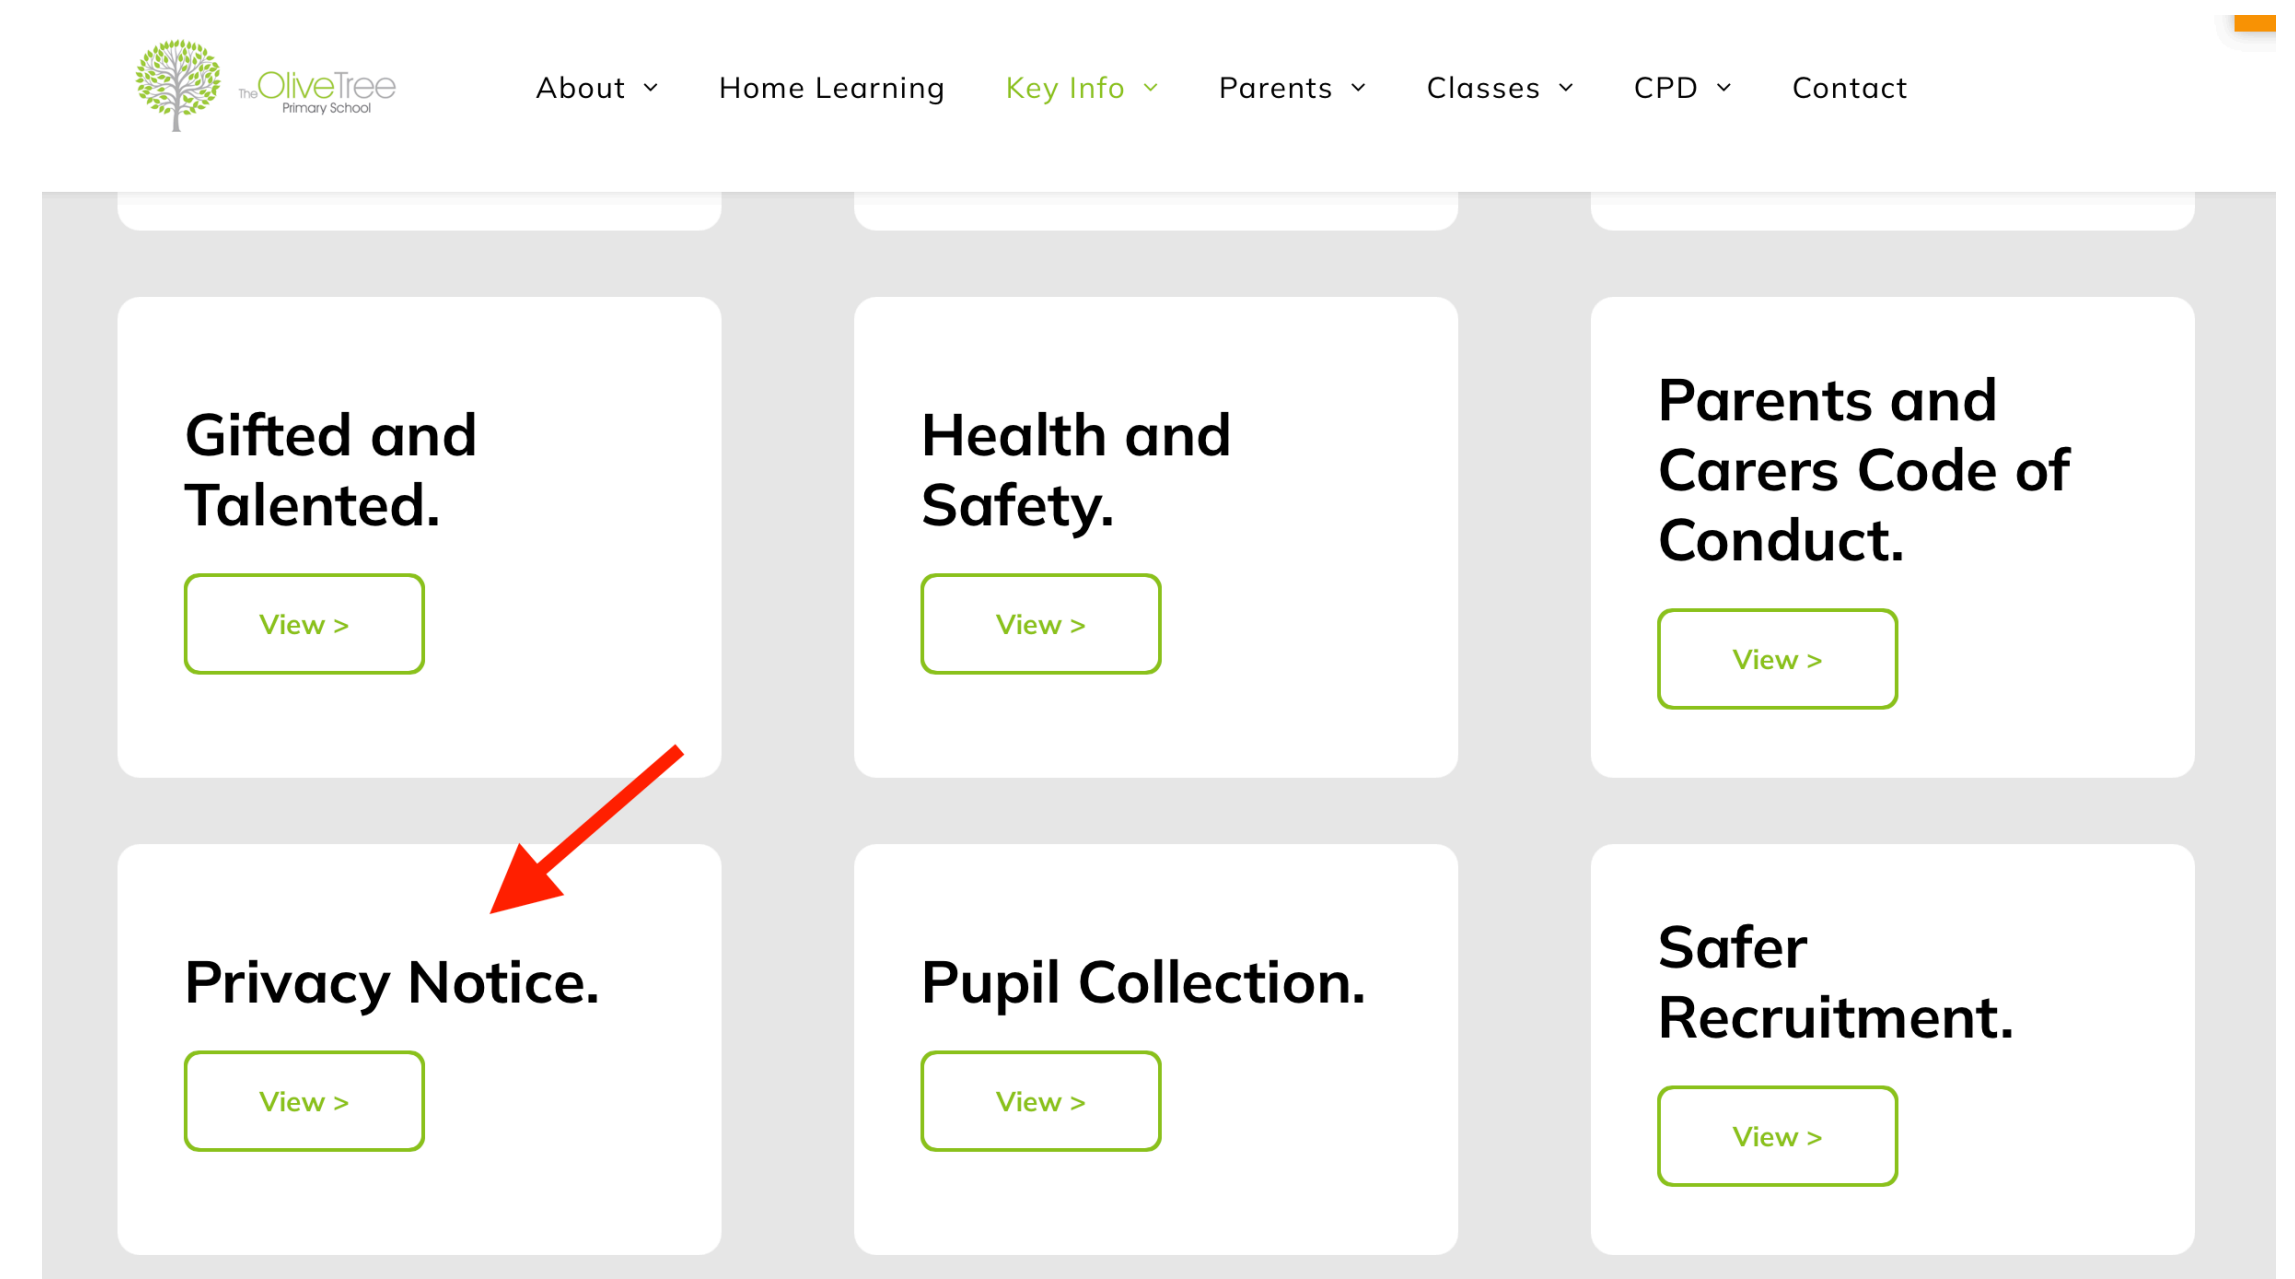 The OliveTree
Primary School
About
Home Learning
Key Info
Parents
Classes
CPD
Contact
Gifted and
Talented.
View >
Health and
Safety.
View >
Parents and
Carers Code of
Conduct.
View >
Privacy Notice.
View >
Pupil Collection.
View >
Safer
Recruitment.
View >